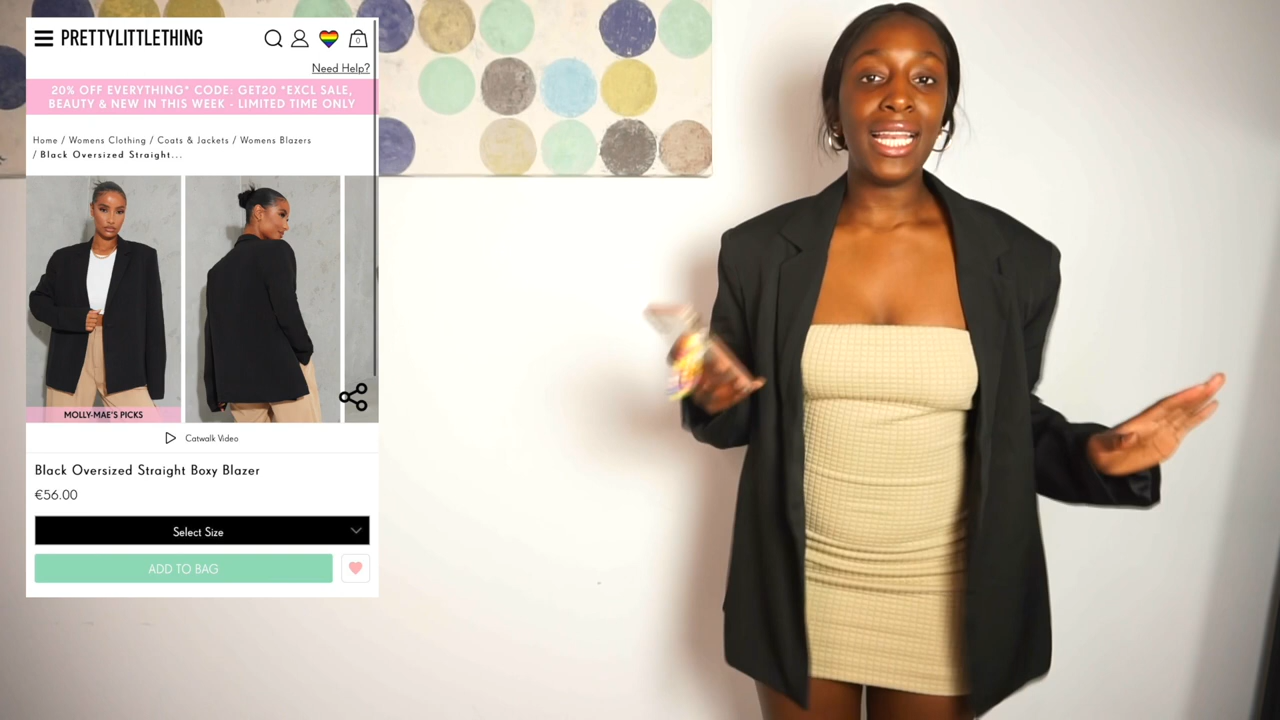 PRETTYLITTLETHING
0
Need Help?
20% OFF EVERYTHING* CODE: GET20 *EXCL SALE,
BEAUTY & NEW IN THIS WEEK - LIMITED TIME ONLY
Home / Womens Clothing / Coats & Jackets / Womens Blazers
/ Black Oversized Straight...
MOLLY-MAE'S PICKS
Catwalk Video
Black Oversized Straight Boxy Blazer
€56.00
Select Size
ADD TO BAG